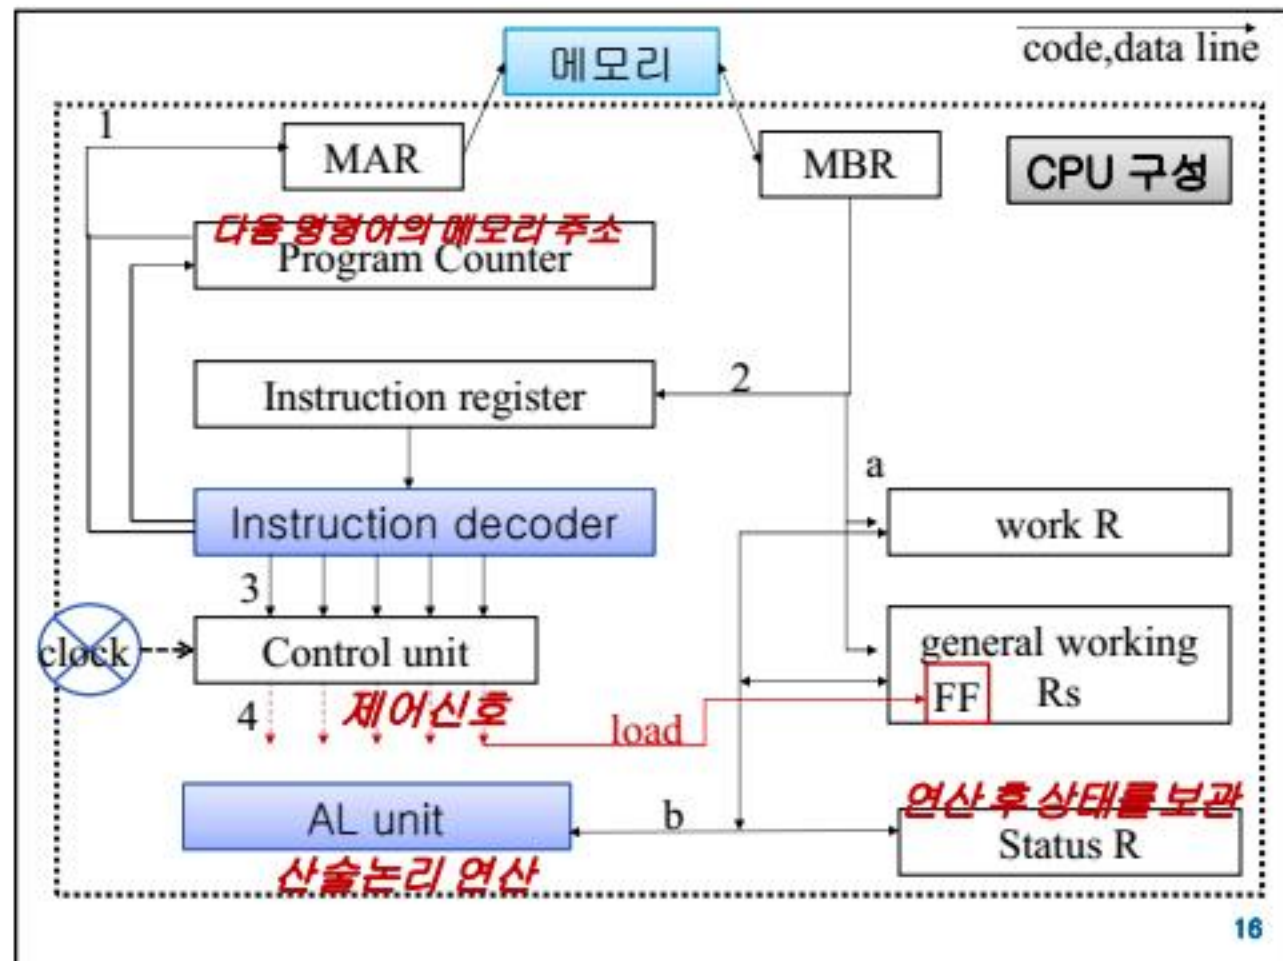 메모리
code,data line
1
MAR
MBR
CPU 구성
다음 명령어의 메모리 주소
Program Counter
Instruction register
2
a
Instruction decoder
work R
3
clock
Control unit
general working
Rs
FF
4
제어신호
load
AL unit
b
연산 후 상태를 보관
Status R
산술논리 연산
16